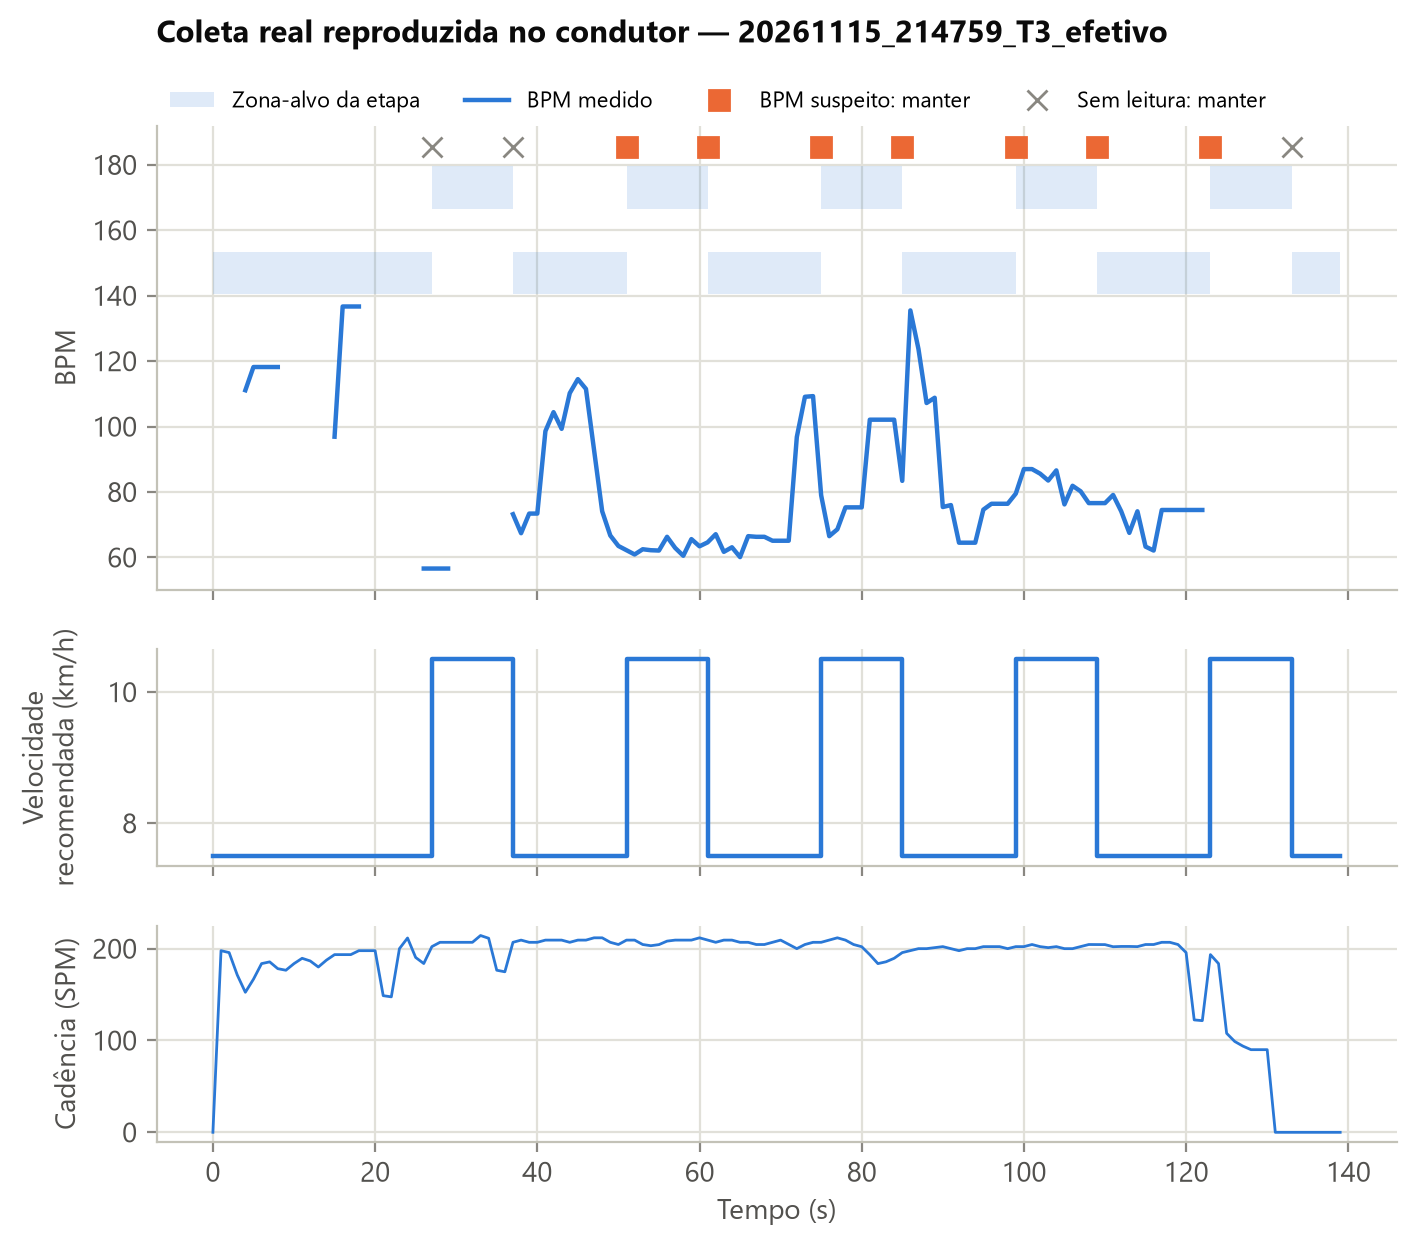 Coleta real reproduzida no condutor — 20261115_214759_T3_efetivo
Zona-alvo da etapa
BPM medido
BPM suspeito: manter
Sem leitura: manter
BPM
180
160
140
120
100
80
60
Velocidade
recomendada (km/h)
10
8
Cadência (SPM)
200
100
0
0 20 40 60 80 100 120 140
Tempo (s)